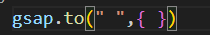 gsap.to(" ",{ })